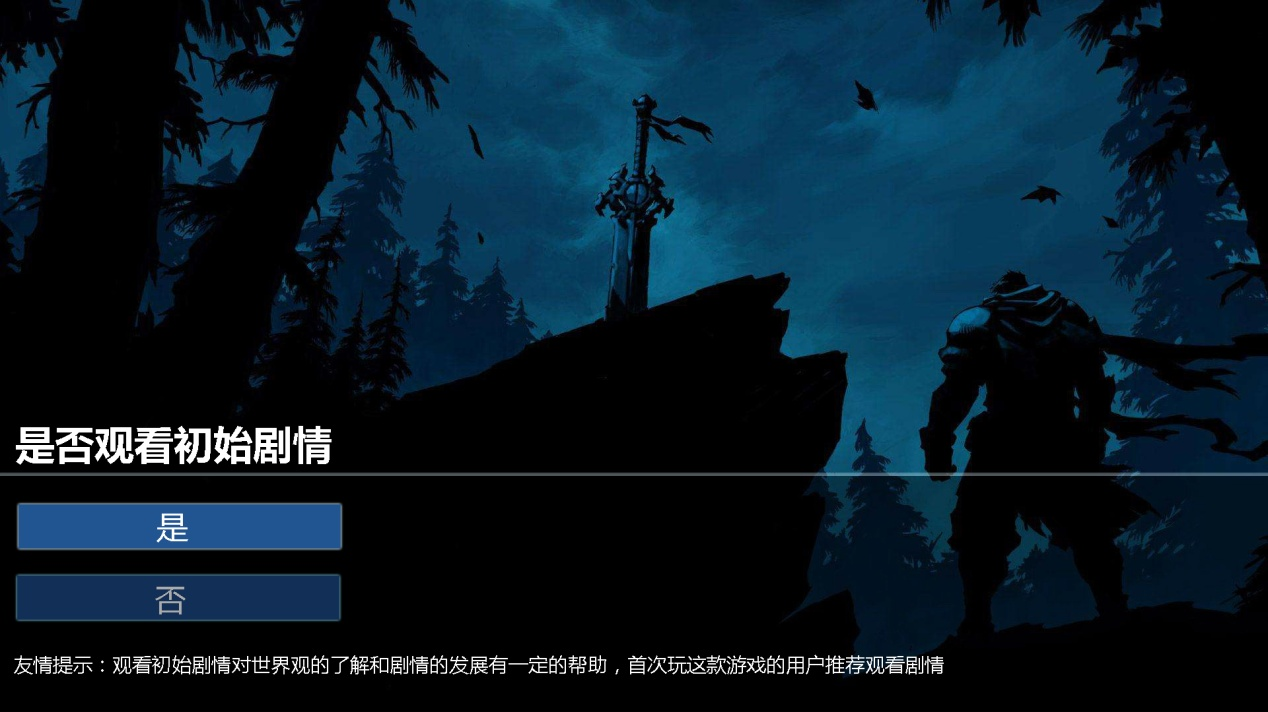 是否观看初始剧情
是
否
友情提示：观看初始剧情对世界观的了解和剧情的发展有一定的帮助，首次玩这款游戏的用户推荐观看剧情